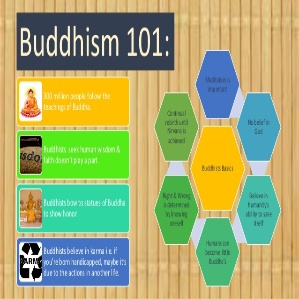 Buddhism 101:
300 million people follow the
teachings of Buddha.
Buddhists seek human wisdom &
faith doesn't play a part
Buddhists bow to statues of Buddha
to show honor
Buddhists believe in karma i.e. if
you're born handicapped, maybe it's
due to the actions in another life.
KARMA
Meditation is
important
No belief in
God
Believe in
humanity's
ability to save
itself
Humans can
become little
Buddha's
Right & Wrong
is determined
by knowing
oneself
Continual
rebirth until
Nirvana is
achieved
Buddhists Basics